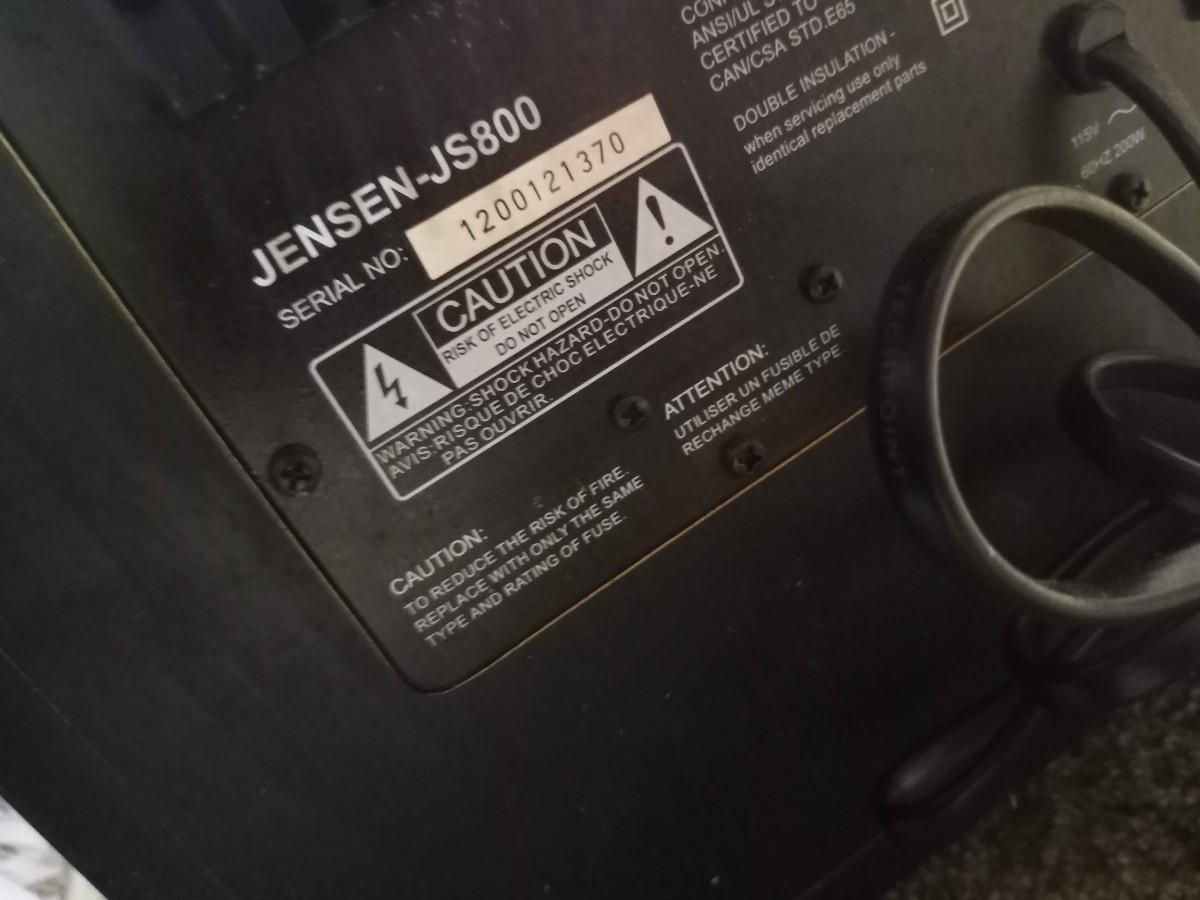 JENSEN-JS800
SERIAL NO:
1200121370
CAUTION
RISK OF ELECTRIC SHOCK
DO NOT OPEN
WARNING:SHOCK HAZARD-DO NOT OPEN.
AVIS:RISQUE DE CHOC ELECTRIQUE-NE
PAS OUVRIR.
CAUTION:
TO REDUCE THE RISK OF FIRE.
REPLACE WITH ONLY THE SAME
TYPE AND RATING OF FUSE.
ATTENTION:
UTILISER UN FUSIBLE DE
RECHANGE MEME TYPE.
ANSI/UL
CERTIFIED TO
CAN/CSA STD.E65
DOUBLE INSULATION -
when servicing use only
identical replacement parts
115V ~
60HZ 200W
TECHPOINT